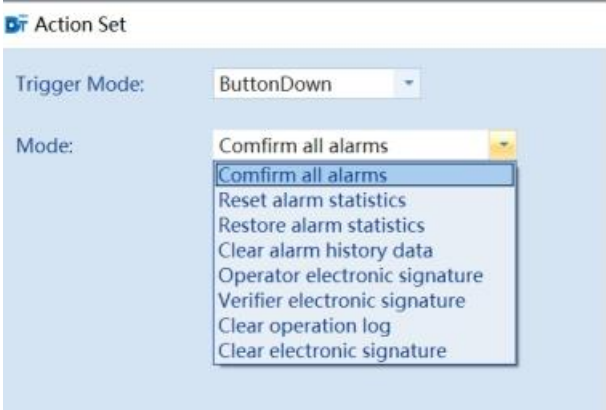 DT Action Set
Trigger Mode: ButtonDown
Mode: Comfirm all alarms
Comfirm all alarms
Reset alarm statistics
Restore alarm statistics
Clear alarm history data
Operator electronic signature
Verifier electronic signature
Clear operation log
Clear electronic signature